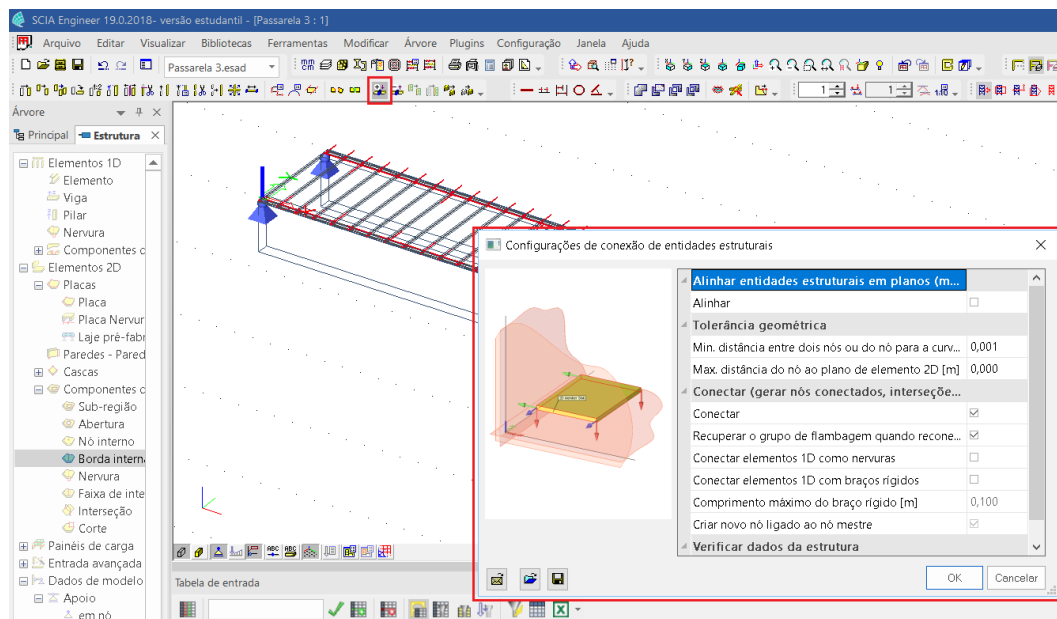 SCIA Engineer 19.0.2018- versão estudantil - [Passarela 3 : 1]
Arquivo Editar Visualizar Bibliotecas Ferramentas Modificar Árvore Plugins Configuração Janela Ajuda
Passarela 3.esad
1 1
Árvore
Principal Estrutura
Elementos 1D
Elemento
Viga
Pilar
Nervura
Componentes c
Elementos 2D
Placas
Placa
Placa Nervur
Laje pré-fabr
Paredes - Pared
Cascas
Componentes c
Sub-região
Abertura
Nó interno
Borda intern
Nervura
Faixa de inte
Interseção
Corte
Painéis de carga
Entrada avançada
Dados de modelo
Apoio
em nó
Tabela de entrada
Configurações de conexão de entidades estruturais
Alinhar entidades estruturais em planos (m...
Alinhar
Tolerância geométrica
Min. distância entre dois nós ou do nó para a curv... 0,001
Max. distância do nó ao plano de elemento 2D [m] 0,000
Conectar (gerar nós conectados, interseçõe...
Conectar
Recuperar o grupo de flambagem quando recone...
Conectar elementos 1D como nervuras
Conectar elementos 1D com braços rígidos
Comprimento máximo do braço rígido [m] 0,100
Criar novo nó ligado ao nó mestre
Verificar dados da estrutura
OK Cancelar